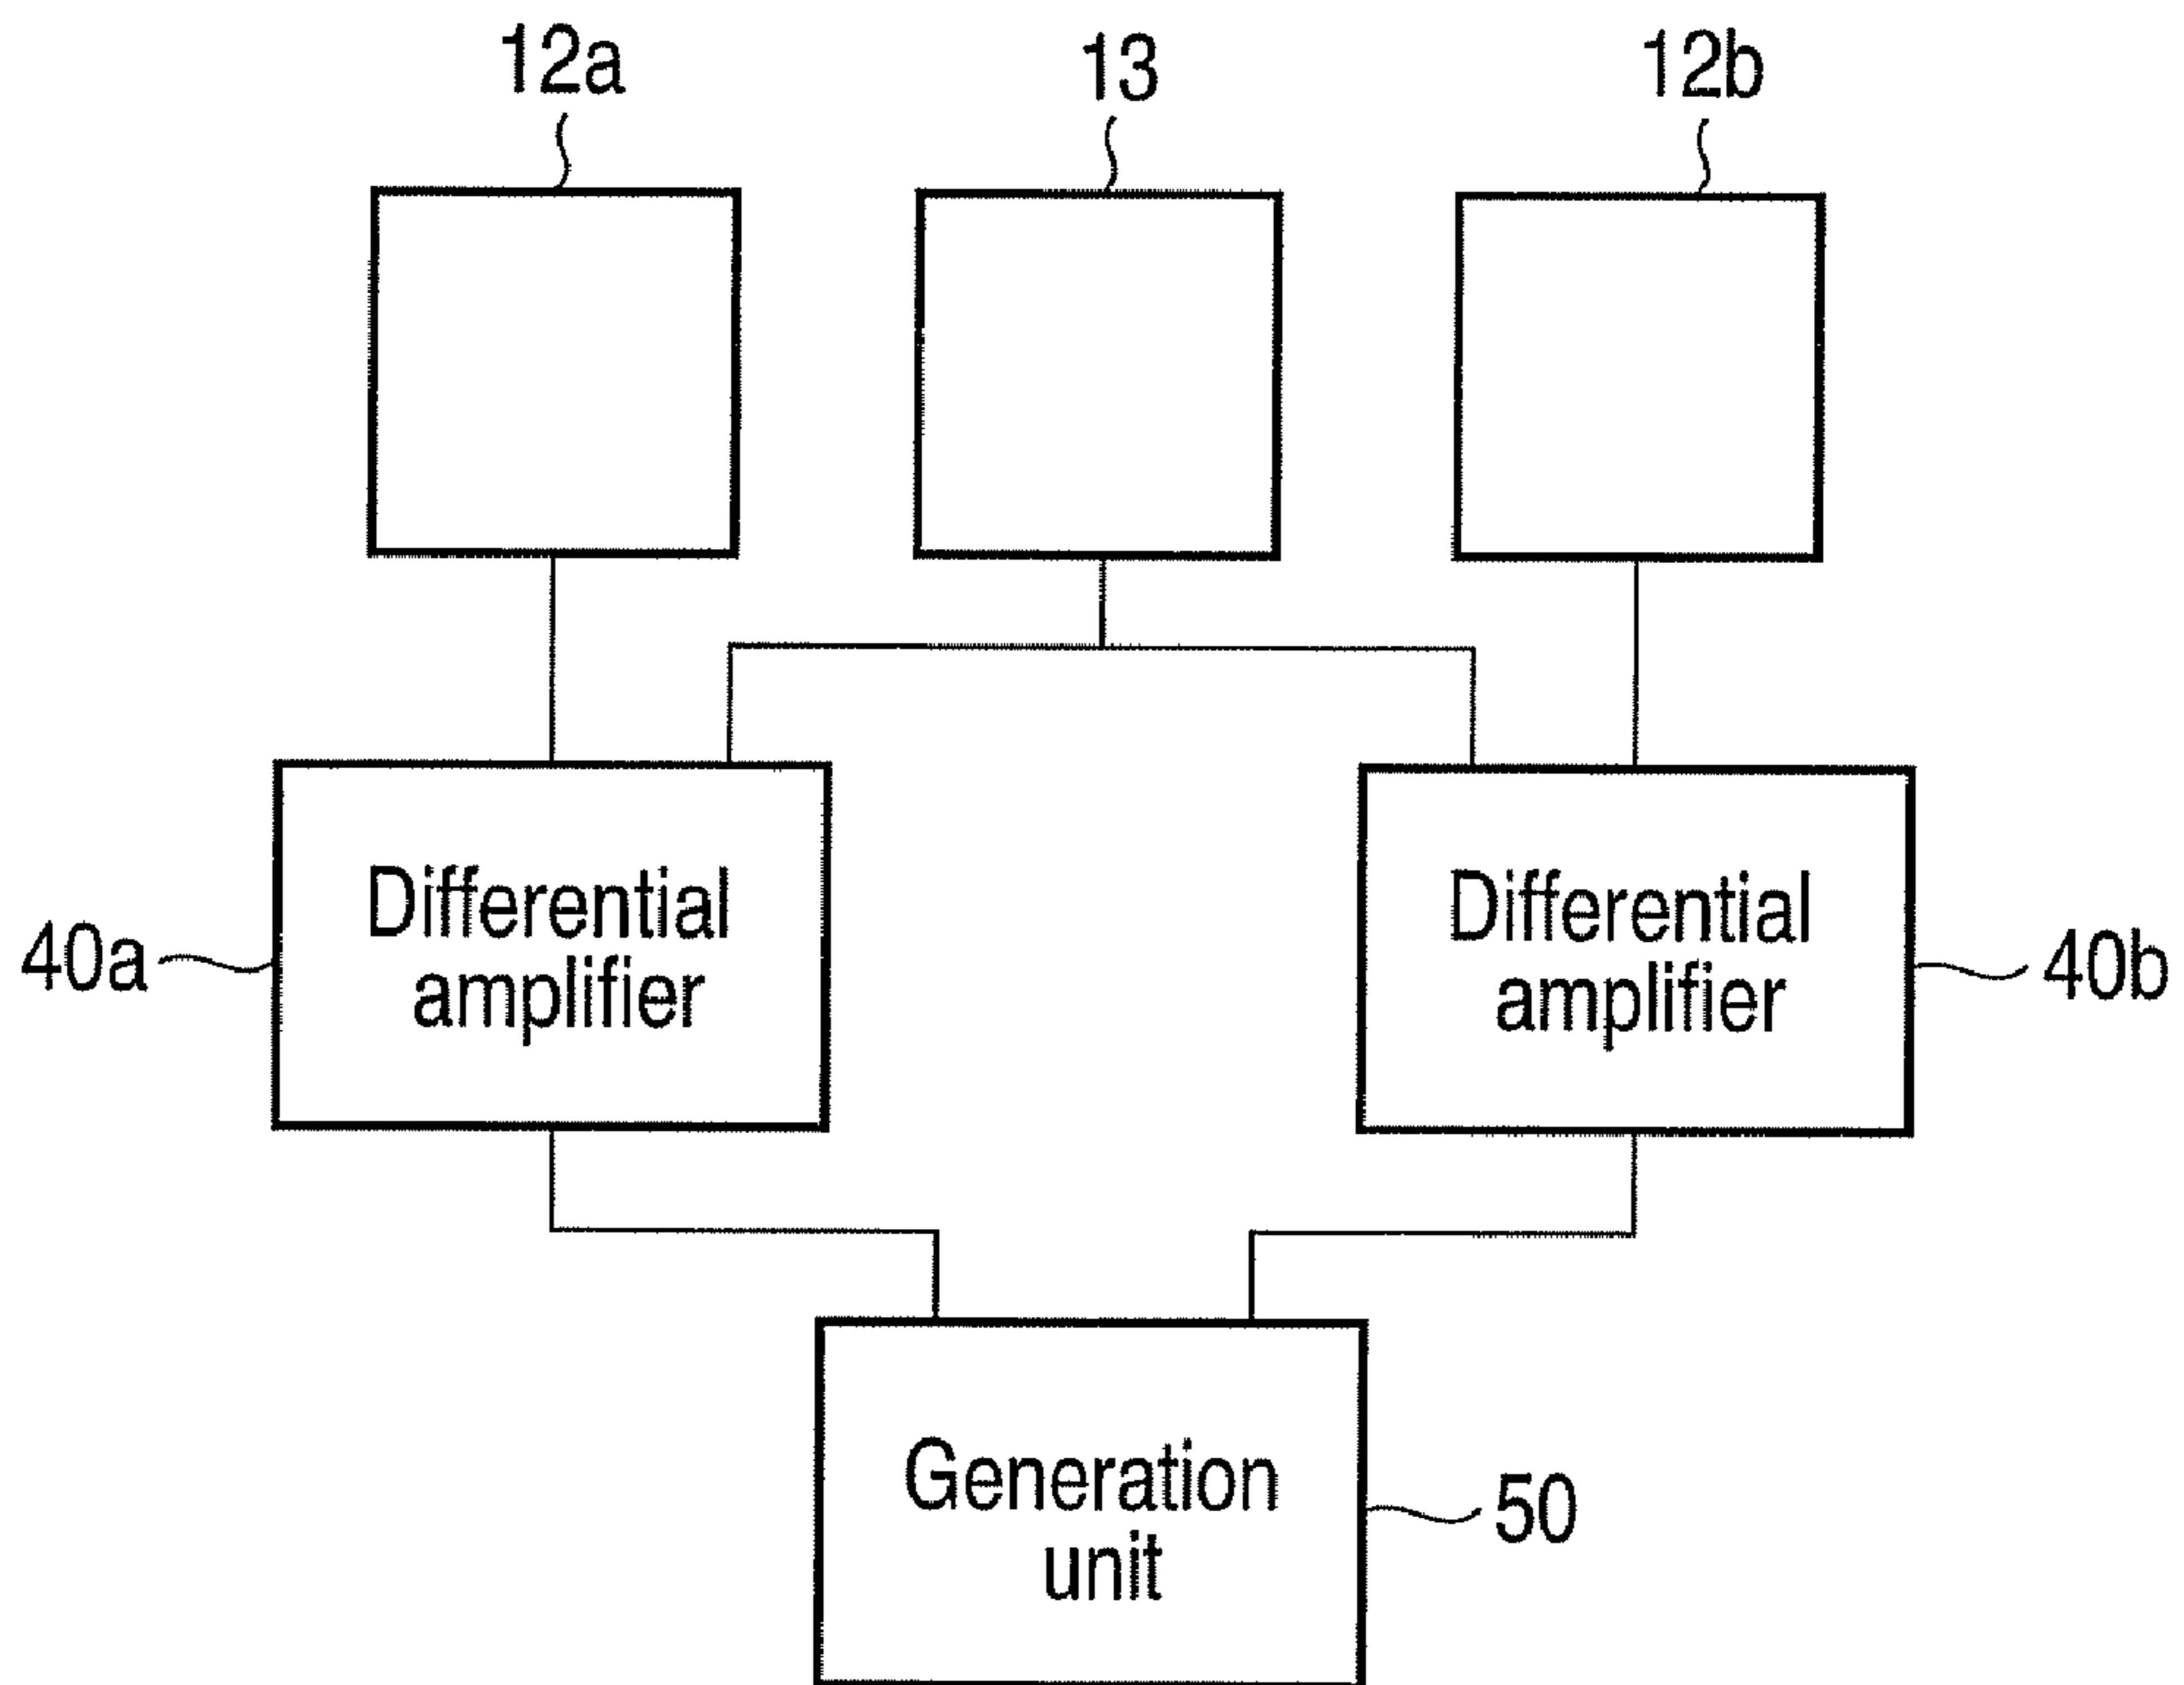 12a
13
12b
Differential
amplifier
Differential
amplifier
40a
40b
Generation
unit
50